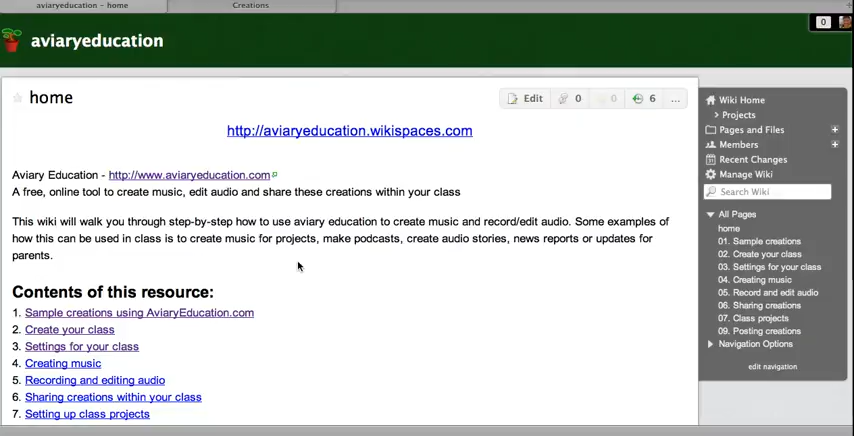 aviaryeducation – home
Creations
0
aviaryeducation
home
Edit
0
0
6
...
http://aviaryeducation.wikispaces.com
Aviary Education - http://www.aviaryeducation.com
A free, online tool to create music, edit audio and share these creations within your class
This wiki will walk you through step-by-step how to use aviary education to create music and record/edit audio. Some examples of
how this can be used in class is to create music for projects, make podcasts, create audio stories, news reports or updates for
parents.
Contents of this resource:
1. Sample creations using AviaryEducation.com
2. Create your class
3. Settings for your class
4. Creating music
5. Recording and editing audio
6. Sharing creations within your class
7. Setting up class projects
Wiki Home
Projects
Pages and Files
Members
Recent Changes
Manage Wiki
Search Wiki
All Pages
home
01. Sample creations
02. Create your class
03. Settings for your class
04. Creating music
05. Record and edit audio
06. Sharing creations
07. Class projects
09. Posting creations
Navigation Options
edit navigation